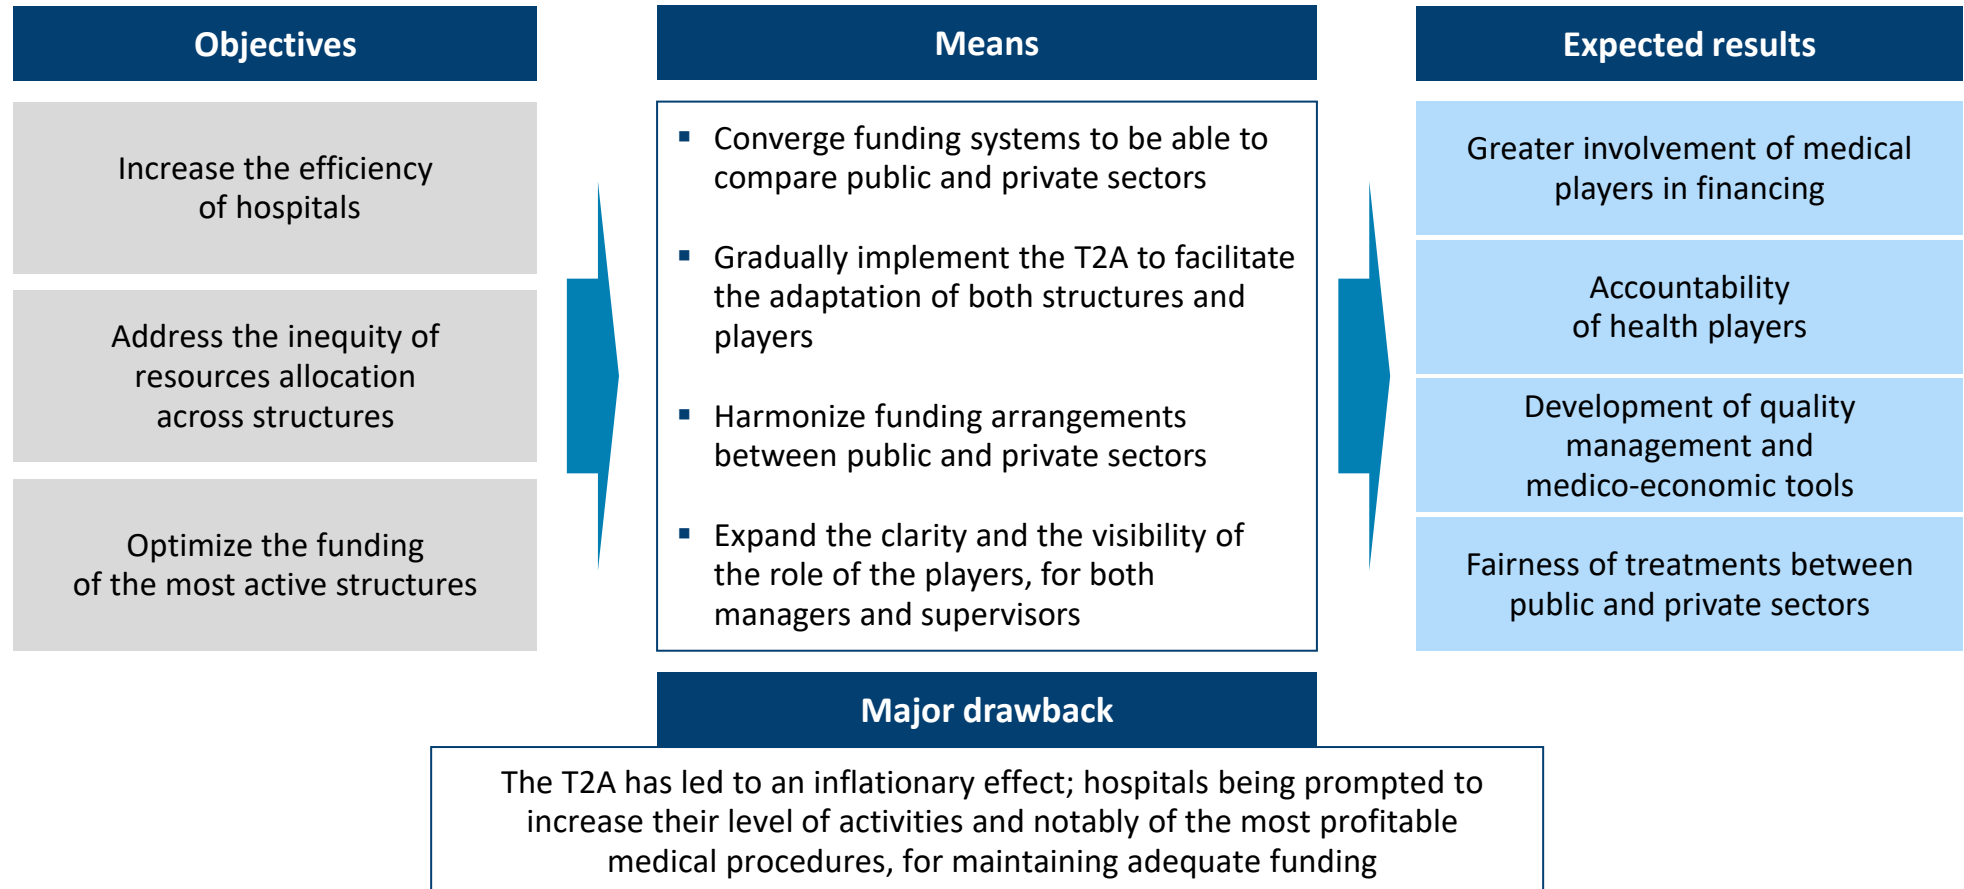 Objectives
Increase the efficiency
of hospitals
Address the inequity of
resources allocation
across structures
Optimize the funding
of the most active structures
Means
▪ Converge funding systems to be able to
compare public and private sectors
▪ Gradually implement the T2A to facilitate
the adaptation of both structures and
players
▪ Harmonize funding arrangements
between public and private sectors
▪ Expand the clarity and the visibility of
the role of the players, for both
managers and supervisors
Expected results
Greater involvement of medical
players in financing
Accountability
of health players
Development of quality
management and
medico-economic tools
Fairness of treatments between
public and private sectors
Major drawback
The T2A has led to an inflationary effect; hospitals being prompted to
increase their level of activities and notably of the most profitable
medical procedures, for maintaining adequate funding